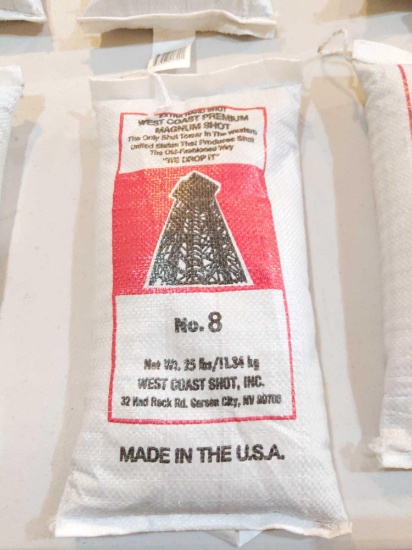 "EXTRA HARD SHOT
WEST COAST PREMIUM
MAGNUM SHOT
The Only Shot Tower In The Western
United States That Produces Shot
The Old-Fashioned Way
"WE DROP IT"
No. 8
Net Wt. 25 lbs/11.34 kg
WEST COAST SHOT, INC.
32 Red Rock Rd. Carson City, NV 89706
MADE IN THE U.S.A.